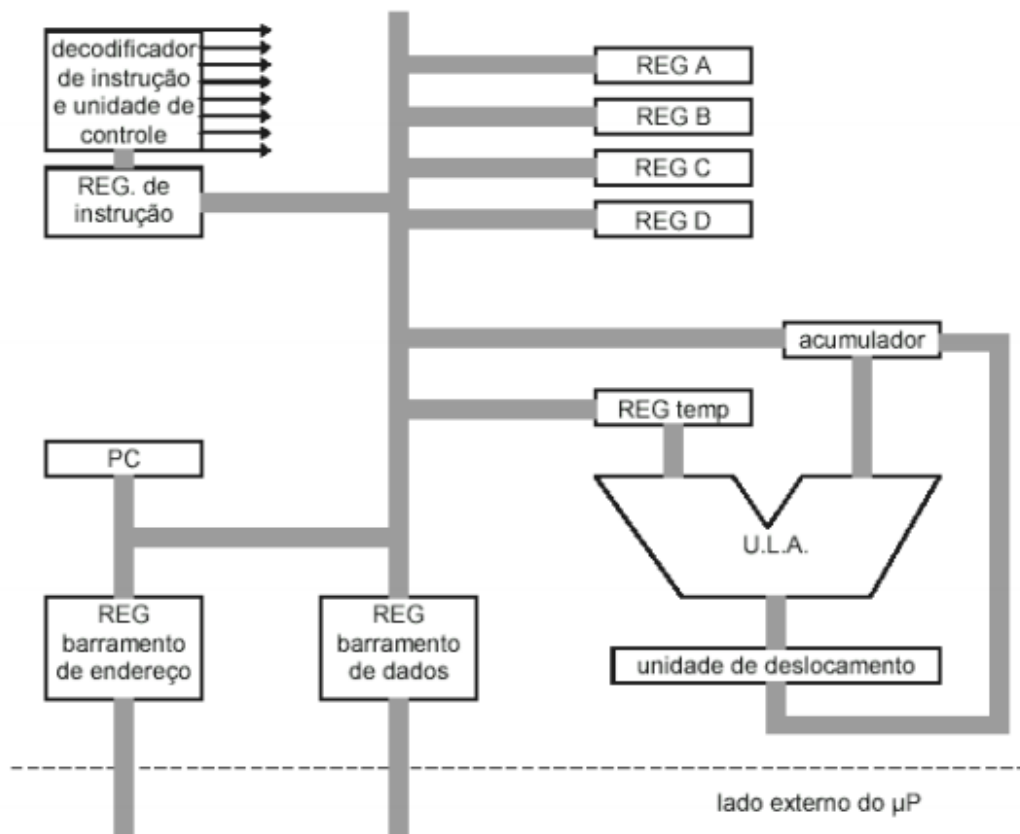 decodificador
de instrução
e unidade de
controle
REG. de
instrução
REG A
REG B
REG C
REG D
acumulador
REG temp
PC
U.L.A.
REG
barramento
de endereço
REG
barramento
de dados
unidade de deslocamento
lado externo do µP